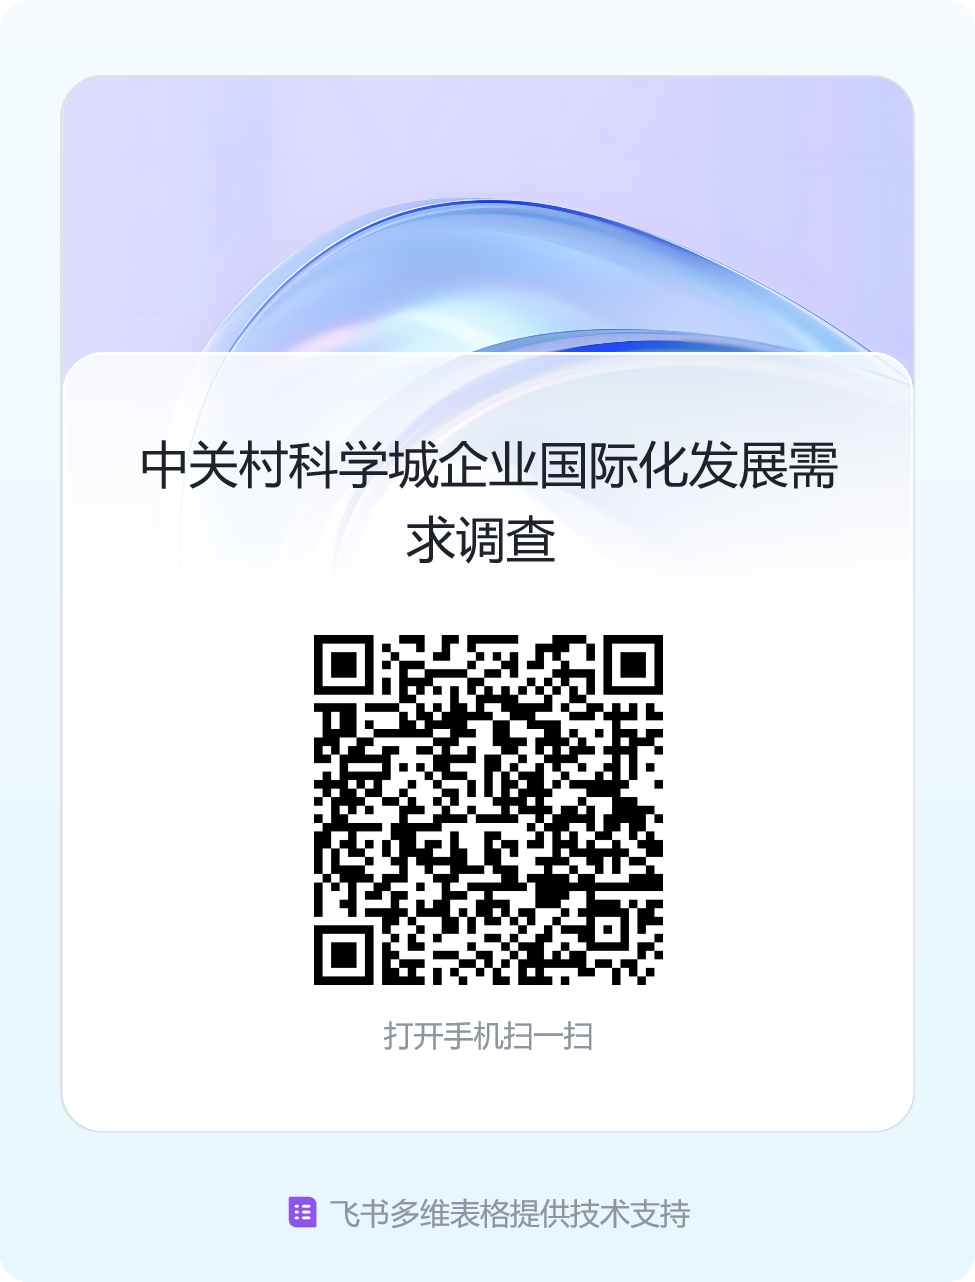 中关村科学城企业国际化发展需
求调查
打开手机扫一扫
飞书多维表格提供技术支持